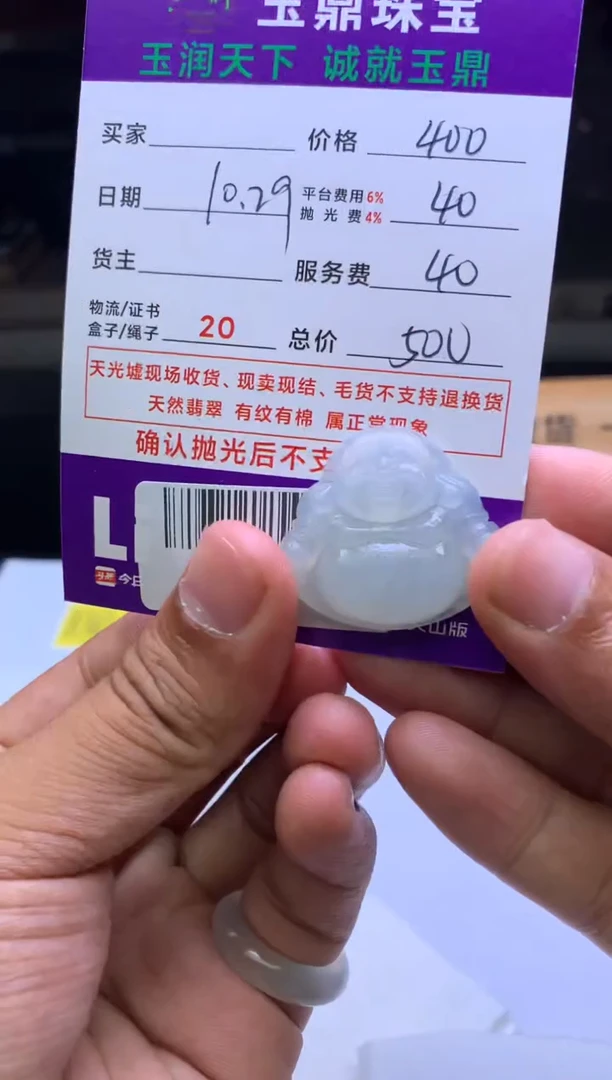 玉鼎珠宝
玉润天下 诚就玉鼎
买家 价格 400
日期 10.29 平台费用6% 抛光费4% 40
货主 服务费 40
物流/证书
盒子/绳子 20 总价 500
天光墟现场收货、现卖现结、毛货不支持退换货
天然翡翠 有纹有棉 属正常现象
确认抛光后不支
L
今日
山版